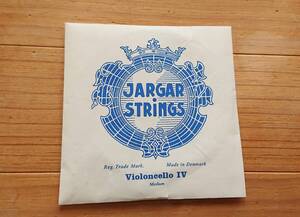 JARGAR
STRINGS
Reg. Trade Mark. Made in Denmark
Violoncello IV
Medium